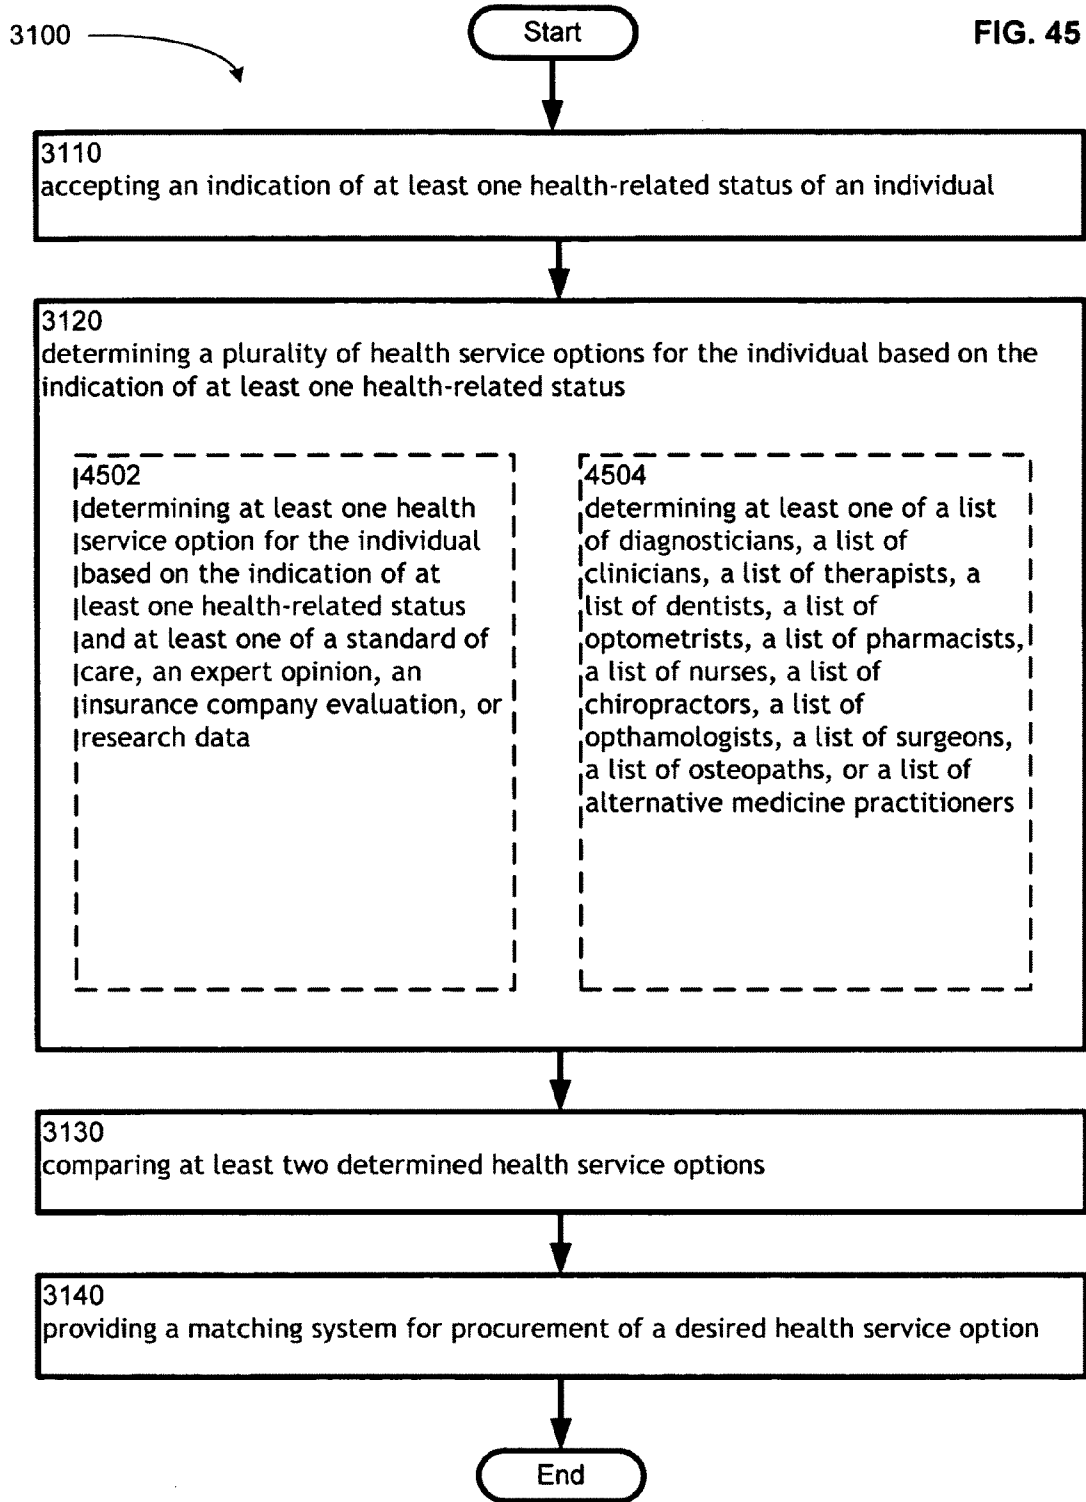 3100
Start
FIG. 45
3110
accepting an indication of at least one health-related status of an individual
3120
determining a plurality of health service options for the individual based on the
indication of at least one health-related status
4502
determining at least one health
service option for the individual
based on the indication of at
least one health-related status
and at least one of a standard of
care, an expert opinion, an
insurance company evaluation, or
research data
4504
determining at least one of a list
of diagnosticians, a list of
clinicians, a list of therapists, a
list of dentists, a list of
optometrists, a list of pharmacists,
a list of nurses, a list of
chiropractors, a list of
opthamologists, a list of surgeons,
a list of osteopaths, or a list of
alternative medicine practitioners
3130
comparing at least two determined health service options
3140
providing a matching system for procurement of a desired health service option
End